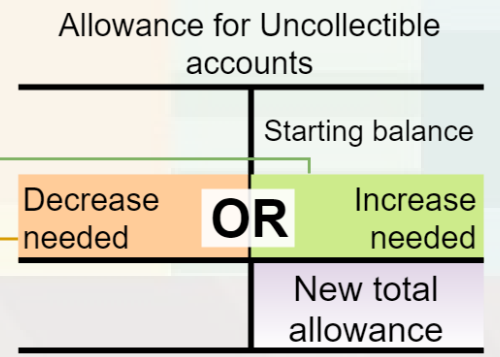 Allowance for Uncollectible
accounts
Starting balance
Decrease
needed
OR
Increase
needed
New total
allowance